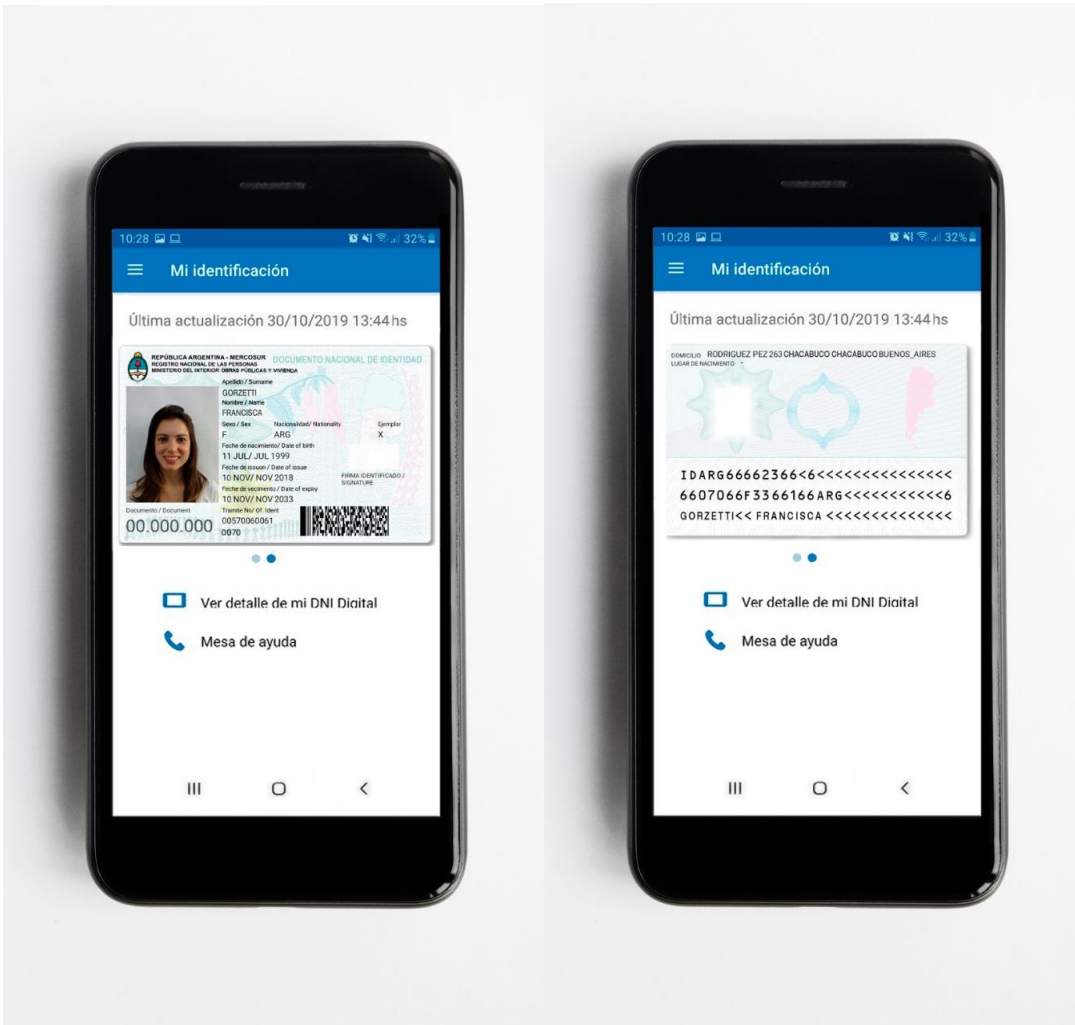 10:28
32%
Mi identificación
Última actualización 30/10/2019 13:44 hs
REPÚBLICA ARGENTINA - MERCOSUR
REGISTRO NACIONAL DE LAS PERSONAS
MINISTERIO DEL INTERIOR OBRAS PÚBLICAS Y VIVIENDA
DOCUMENTO NACIONAL DE IDENTIDAD
Apellido / Surname
GORZETTI
Nombre / Name
FRANCISCA
Sexo / Sex Nacionalidad/ Nationality Ejemplar
F ARG X
Feche de nacimiento/ Date of birth
11 JUL/ JUL 1999
Feche de issuon / Date of issue
10 NOV/ NOV 2018
Feche de vecimento / Date of expiry
10 NOV/ NOV 2033
FIRMA IDENTIFICADO /
SIGNATURE
Documento / Document
00.000.000
Tramite No/ Of. Ident
00570060061
0070
Ver detalle de mi DNI Digital
Mesa de ayuda
10:28
32%
Mi identificación
Última actualización 30/10/2019 13:44 hs
DOMICILIO RODRIGUEZ PEZ 263 CHACABUCO CHACABUCO BUENOS_AIRES
LUGAR DE NACIMIENTO -
IDARG66662366<6<<<<<<<<<<<<<<<
6607066F3366166ARG<<<<<<<<<<<6
GORZETTI<< FRANCISCA <<<<<<<<<<<<<<
Ver detalle de mi DNI Digital
Mesa de ayuda